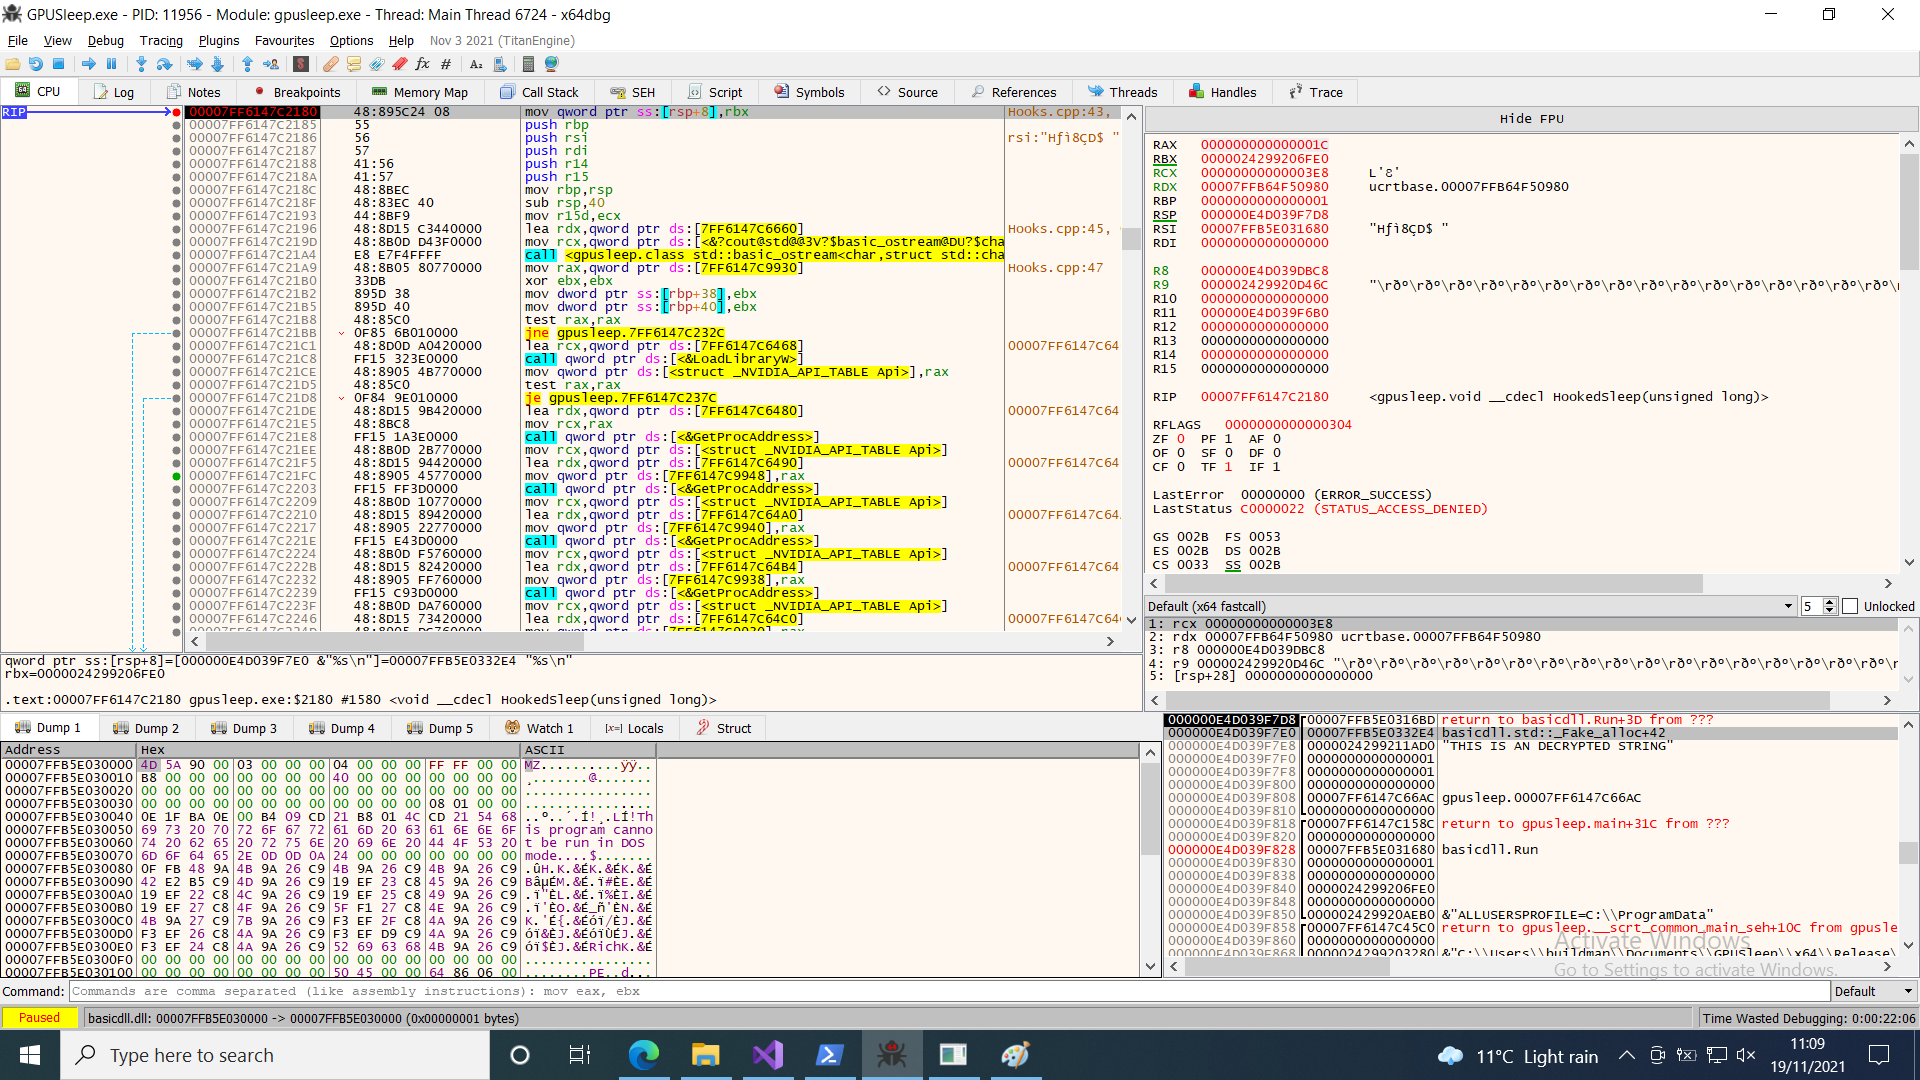 GPUSleep.exe - PID: 11956 - Module: gpusleep.exe - Thread: Main Thread 6724 - x64dbg
File View Debug Tracing Plugins Favourites Options Help Nov 3 2021 (TitanEngine)
CPU Log Notes Breakpoints Memory Map Call Stack SEH Script Symbols Source References Threads Handles Trace
RIP
00007FF6147C2180 48:895C24 08 mov qword ptr ss:[rsp+8],rbx Hooks.cpp:43,
00007FF6147C2185 55 push rbp
00007FF6147C2186 56 push rsi rsi:"Hƒì8ÇD$ "
00007FF6147C2187 57 push rdi
00007FF6147C2188 41:56 push r14
00007FF6147C218A 41:57 push r15
00007FF6147C218C 48:8BEC mov rbp,rsp
00007FF6147C218F 48:83EC 40 sub rsp,40
00007FF6147C2193 44:8BF9 mov r15d,ecx
00007FF6147C2196 48:8D15 C3440000 lea rdx,qword ptr ds:[7FF6147C6660] Hooks.cpp:45,
00007FF6147C219D 48:8B0D D43F0000 mov rcx,qword ptr ds:[<&?cout@std@@3V?$basic_ostream@DU?$cha
00007FF6147C21A4 E8 E7F4FFFF call <gpusleep.class std::basic_ostream<char,struct std::cha
00007FF6147C21A9 48:8B05 80770000 mov rax,qword ptr ds:[7FF6147C9930] Hooks.cpp:47
00007FF6147C21B0 33DB xor ebx,ebx
00007FF6147C21B2 895D 38 mov dword ptr ss:[rbp+38],ebx
00007FF6147C21B5 895D 40 mov dword ptr ss:[rbp+40],ebx
00007FF6147C21B8 48:85C0 test rax,rax
00007FF6147C21BB 0F85 6B010000 jne gpusleep.7FF6147C232C
00007FF6147C21C1 48:8D0D A0420000 lea rcx,qword ptr ds:[7FF6147C6468] 00007FF6147C64
00007FF6147C21C8 FF15 323E0000 call qword ptr ds:[<&LoadLibraryW>]
00007FF6147C21CE 48:8905 4B770000 mov qword ptr ds:[<struct _NVIDIA_API_TABLE Api>],rax
00007FF6147C21D5 48:85C0 test rax,rax
00007FF6147C21D8 0F84 9E010000 je gpusleep.7FF6147C237C
00007FF6147C21DE 48:8D15 9B420000 lea rdx,qword ptr ds:[7FF6147C6480] 00007FF6147C64
00007FF6147C21E5 48:8BC8 mov rcx,rax
00007FF6147C21E8 FF15 1A3E0000 call qword ptr ds:[<&GetProcAddress>]
00007FF6147C21EE 48:8B0D 2B770000 mov rcx,qword ptr ds:[<struct _NVIDIA_API_TABLE Api>]
00007FF6147C21F5 48:8D15 94420000 lea rdx,qword ptr ds:[7FF6147C6490] 00007FF6147C64
00007FF6147C21FC 48:8905 45770000 mov qword ptr ds:[7FF6147C9948],rax
00007FF6147C2203 FF15 FF3D0000 call qword ptr ds:[<&GetProcAddress>]
00007FF6147C2209 48:8B0D 10770000 mov rcx,qword ptr ds:[<struct _NVIDIA_API_TABLE Api>]
00007FF6147C2210 48:8D15 89420000 lea rdx,qword ptr ds:[7FF6147C64A0] 00007FF6147C64
00007FF6147C2217 48:8905 22770000 mov qword ptr ds:[7FF6147C9940],rax
00007FF6147C221E FF15 E43D0000 call qword ptr ds:[<&GetProcAddress>]
00007FF6147C2224 48:8B0D F5760000 mov rcx,qword ptr ds:[<struct _NVIDIA_API_TABLE Api>]
00007FF6147C222B 48:8D15 82420000 lea rdx,qword ptr ds:[7FF6147C64B4] 00007FF6147C64
00007FF6147C2232 48:8905 FF760000 mov qword ptr ds:[7FF6147C9938],rax
00007FF6147C2239 FF15 C93D0000 call qword ptr ds:[<&GetProcAddress>]
00007FF6147C223F 48:8B0D DA760000 mov rcx,qword ptr ds:[<struct _NVIDIA_API_TABLE Api>]
00007FF6147C2246 48:8D15 73420000 lea rdx,qword ptr ds:[7FF6147C64C0] 00007FF6147C64
Hide FPU
RAX 000000000000001C
RBX 0000024299206FE0
RCX 00000000000003E8 L'Ϩ'
RDX 00007FFB64F50980 ucrtbase.00007FFB64F50980
RBP 0000000000000001
RSP 000000E4D039F7D8
RSI 00007FFB5E031680 "Hƒì8ÇD$ "
RDI 0000000000000000
R8 000000E4D039DBC8
R9 000002429920D46C "\rðº\rðº\rðº\rðº\rðº\rðº\rðº\rðº\rðº\rðº\rðº\rðº\rðº\rðº\rðº\
R10 0000000000000000
R11 000000E4D039F6B0
R12 0000000000000000
R13 0000000000000000
R14 0000000000000000
R15 0000000000000000
RIP 00007FF6147C2180 <gpusleep.void __cdecl HookedSleep(unsigned long)>
RFLAGS 0000000000000304
ZF 0 PF 1 AF 0
OF 0 SF 0 DF 0
CF 0 TF 1 IF 1
LastError 00000000 (ERROR_SUCCESS)
LastStatus C0000022 (STATUS_ACCESS_DENIED)
GS 002B FS 0053
ES 002B DS 002B
CS 0033 SS 002B
Default (x64 fastcall) 5 Unlocked
1: rcx 00000000000003E8
2: rdx 00007FFB64F50980 ucrtbase.00007FFB64F50980
3: r8 000000E4D039DBC8
4: r9 000002429920D46C "\rðº\rðº\rðº\rðº\rðº\rðº\rðº\rðº\rðº\rðº\rðº\rðº\rðº\rðº\rðº\rðº\r
5: [rsp+28] 0000000000000000
qword ptr ss:[rsp+8]=[000000E4D039F7E0 &"%s\n"]=00007FFB5E0332E4 "%s\n"
rbx=0000024299206FE0
.text:00007FF6147C2180 gpusleep.exe:$2180 #1580 <void __cdecl HookedSleep(unsigned long)>
Dump 1 Dump 2 Dump 3 Dump 4 Dump 5 Watch 1 Locals Struct
Address Hex ASCII
00007FFB5E030000 4D 5A 90 00 03 00 00 00 04 00 00 00 FF FF 00 00 MZ..........ÿÿ..
00007FFB5E030010 B8 00 00 00 00 00 00 00 40 00 00 00 00 00 00 00 ¸.......@.......
00007FFB5E030020 00 00 00 00 00 00 00 00 00 00 00 00 00 00 00 00 ................
00007FFB5E030030 00 00 00 00 00 00 00 00 00 00 00 00 08 01 00 00 ................
00007FFB5E030040 0E 1F BA 0E 00 B4 09 CD 21 B8 01 4C CD 21 54 68 ..º..´.Í!¸.LÍ!Th
00007FFB5E030050 69 73 20 70 72 6F 67 72 61 6D 20 63 61 6E 6E 6F is program canno
00007FFB5E030060 74 20 62 65 20 72 75 6E 20 69 6E 20 44 4F 53 20 t be run in DOS
00007FFB5E030070 6D 6F 64 65 2E 0D 0D 0A 24 00 00 00 00 00 00 00 mode....$.......
00007FFB5E030080 0F FB 48 9A 4B 9A 26 C9 4B 9A 26 C9 4B 9A 26 C9 .ûH.K.&ÉK.&ÉK.&É
00007FFB5E030090 42 E2 B5 C9 4D 9A 26 C9 19 EF 23 C8 45 9A 26 C9 BâµÉM.&É.ï#ÈE.&É
00007FFB5E0300A0 19 EF 22 C8 4C 9A 26 C9 19 EF 25 C8 49 9A 26 C9 .ï"ÈL.&É.ï%ÈI.&É
00007FFB5E0300B0 19 EF 27 C8 4F 9A 26 C9 5F F1 27 C8 4E 9A 26 C9 .ï'ÈO.&É_ñ'ÈN.&É
00007FFB5E0300C0 4B 9A 27 C9 7B 9A 26 C9 F3 EF 2F C8 4A 9A 26 C9 K.'É{.&Éóï/ÈJ.&É
00007FFB5E0300D0 F3 EF 26 C8 4A 9A 26 C9 F3 EF D9 C9 4A 9A 26 C9 óï&ÈJ.&ÉóïÙÉJ.&É
00007FFB5E0300E0 F3 EF 24 C8 4A 9A 26 C9 52 69 63 68 4B 9A 26 C9 óï$ÈJ.&ÉRichK.&É
00007FFB5E0300F0 00 00 00 00 00 00 00 00 00 00 00 00 00 00 00 00 ................
00007FFB5E030100 00 00 00 00 00 00 00 00 50 45 00 00 64 86 06 00 ........PE..d...
000000E4D039F7D8 00007FFB5E0316BD return to basicdll.Run+3D from ???
000000E4D039F7E0 00007FFB5E0332E4 basicdll.std::_Fake_alloc+42
000000E4D039F7E8 0000024299211AD0 "THIS IS AN DECRYPTED STRING"
000000E4D039F7F0 0000000000000001
000000E4D039F7F8 0000000000000001
000000E4D039F800 0000000000000000
000000E4D039F808 00007FF6147C66AC gpusleep.00007FF6147C66AC
000000E4D039F810 0000000000000000
000000E4D039F818 00007FF6147C158C return to gpusleep.main+31C from ???
000000E4D039F820 0000000000000000
000000E4D039F828 00007FFB5E031680 basicdll.Run
000000E4D039F830 0000000000000001
000000E4D039F838 0000000000000000
000000E4D039F840 0000024299206FE0
000000E4D039F848 0000000000000000
000000E4D039F850 000002429920AEB0 &"ALLUSERSPROFILE=C:\\ProgramData"
000000E4D039F858 00007FF6147C45C0 return to gpusleep.__scrt_common_main_seh+10C from gpusle
000000E4D039F860 0000000000000000
000000E4D039F868 0000024299203280 &"C:\\Users\\buildman\\Documents\\GPUSleep\\x64\\Release\\
Activate Windows
Go to Settings to activate Windows.
Command: Commands are comma separated (like assembly instructions): mov eax, ebx Default
Paused basicdll.dll: 00007FFB5E030000 -> 00007FFB5E030000 (0x00000001 bytes) Time Wasted Debugging: 0:00:22:06
Type here to search 11°C Light rain 11:09
19/11/2021